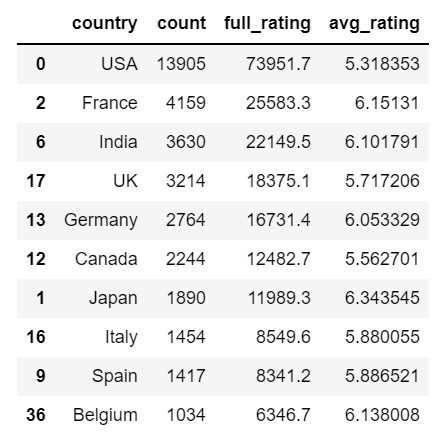 country count full_rating avg_rating
0 USA 13905 73951.7 5.318353
2 France 4159 25583.3 6.15131
6 India 3630 22149.5 6.101791
17 UK 3214 18375.1 5.717206
13 Germany 2764 16731.4 6.053329
12 Canada 2244 12482.7 5.562701
1 Japan 1890 11989.3 6.343545
16 Italy 1454 8549.6 5.880055
9 Spain 1417 8341.2 5.886521
36 Belgium 1034 6346.7 6.138008